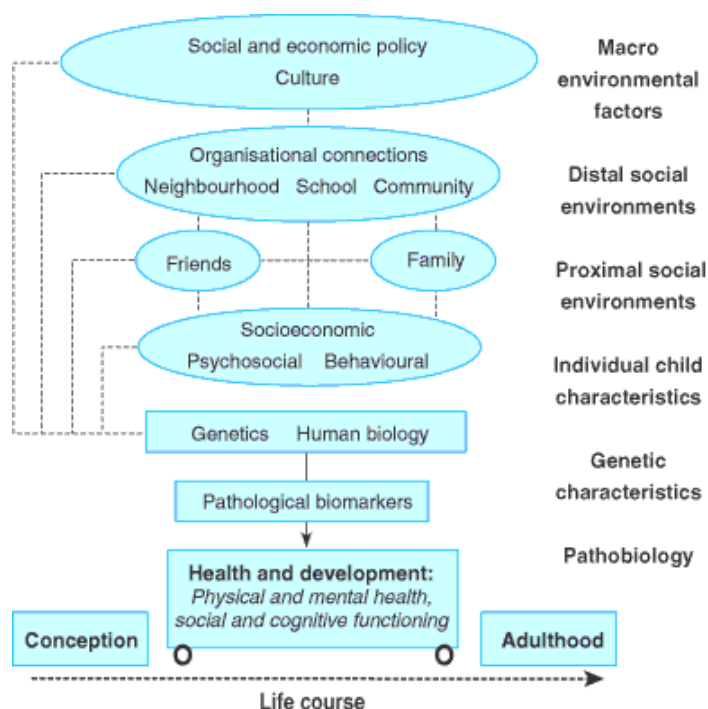 Social and economic policy
Culture
Macro
environmental
factors
Organisational connections
Neighbourhood School Community
Distal social
environments
Friends
Family
Proximal social
environments
Socioeconomic
Psychosocial Behavioural
Individual child
characteristics
Genetics Human biology
Genetic
characteristics
Pathological biomarkers
Pathobiology
Health and development:
Physical and mental health,
social and cognitive functioning
Conception
Adulthood
Life course